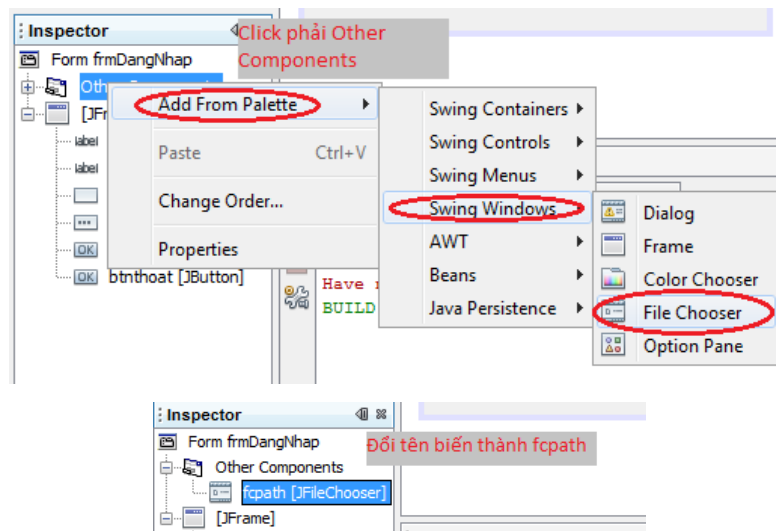 Inspector
Click phải Other
Components
Form frmDangNhap
Add From Palette
Swing Containers
Paste Ctrl+V
Swing Controls
Swing Menus
Change Order...
Swing Windows
Dialog
Properties
AWT
Frame
Beans
Color Chooser
label
label
OK
OK btnthoat [JButton]
BUILD
Java Persistence
File Chooser
Option Pane
Have
Inspector
Form frmDangNhap
Đổi tên biến thành fcpath
Other Components
fcpath [JFileChooser]
[JFrame]